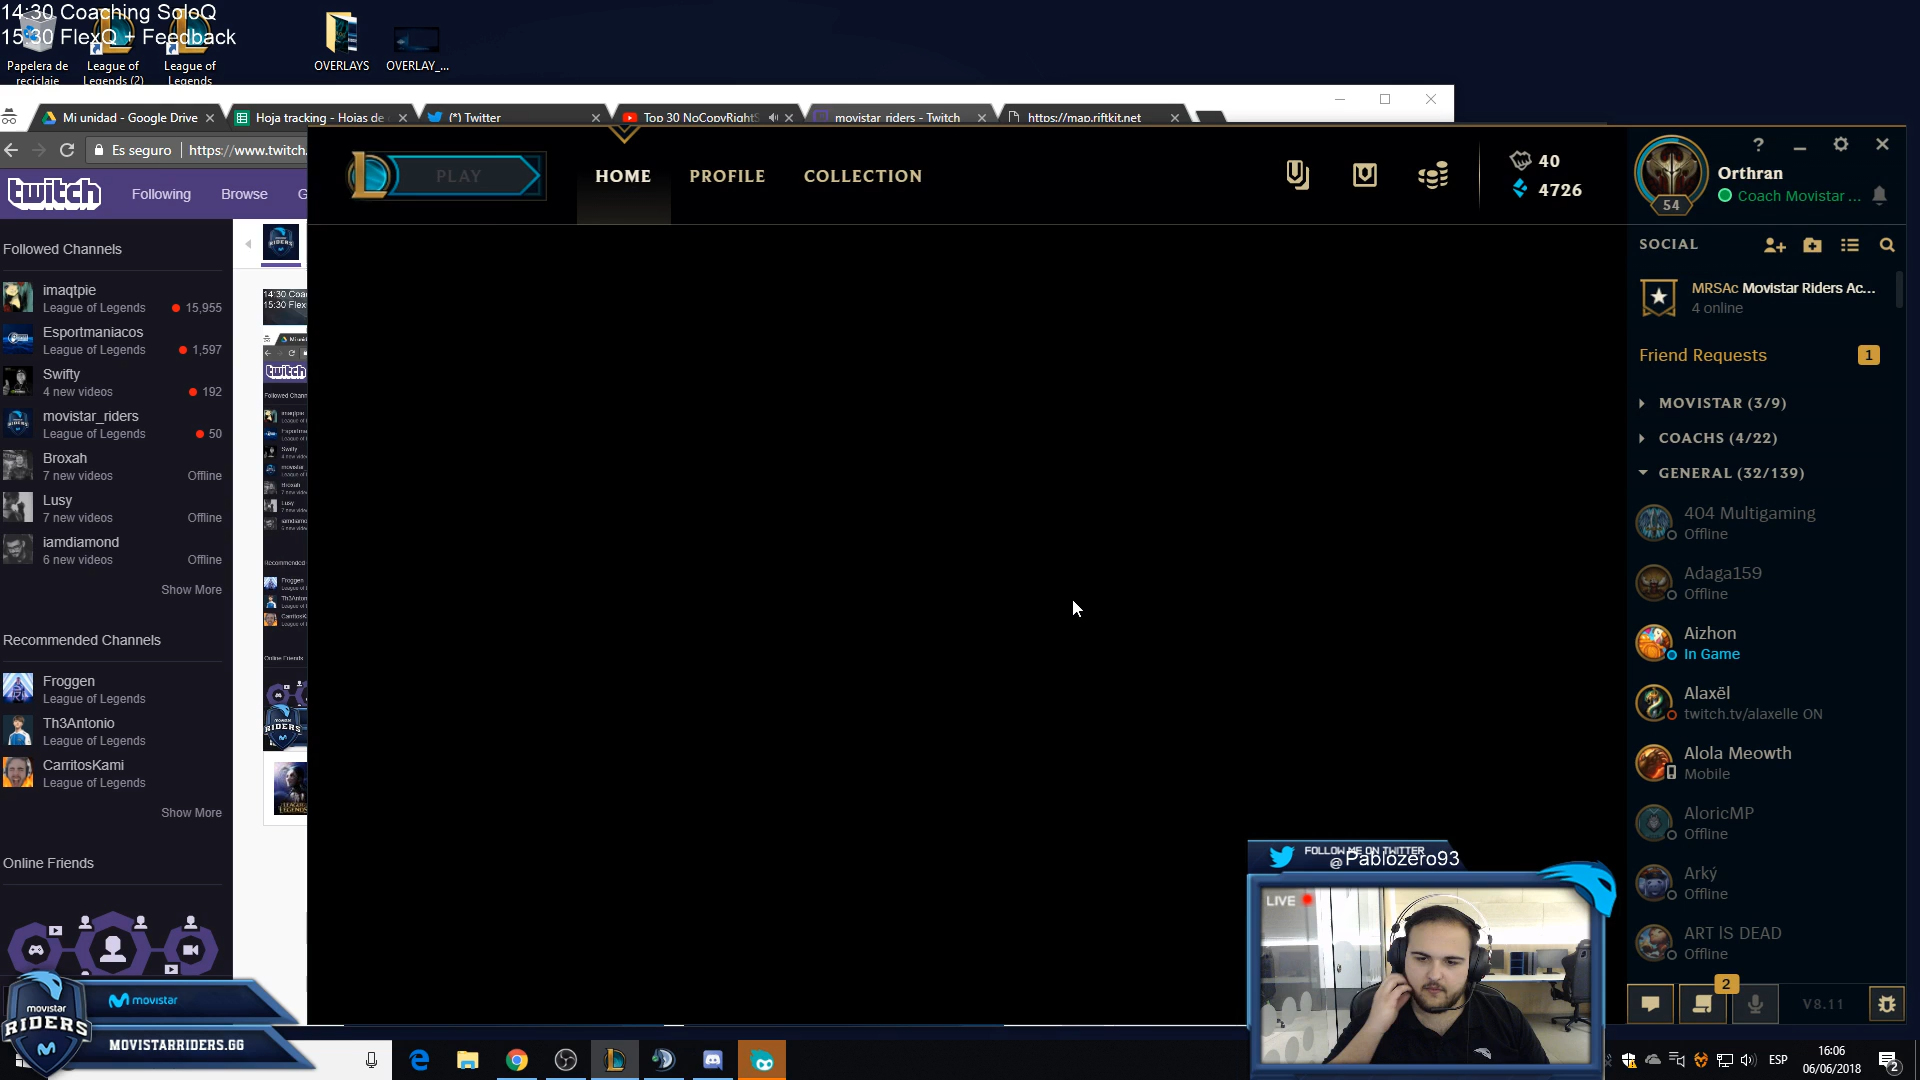 14:30 Coaching SoloQ
15:30 FlexQ + Feedback
Papelera de
reciclaje
League of
Legends (2)
League of
Legends
OVERLAYS
OVERLAY_...
Mi unidad - Google Drive
Hoja tracking - Hojas de
(*) Twitter
Top 30 NoCopyRightS
movistar_riders - Twitch
https://map.riftkit.net
Es seguro
https://www.twitch.
twitch
Following
Browse
G
Followed Channels
imaqtpie
League of Legends
15,955
Esportmaniacos
League of Legends
1,597
Swifty
4 new videos
192
movistar_riders
League of Legends
50
Broxah
7 new videos
Offline
Lusy
7 new videos
Offline
iamdiamond
6 new videos
Offline
Show More
Recommended Channels
Froggen
League of Legends
Th3Antonio
League of Legends
CarritosKami
League of Legends
Show More
Online Friends
PLAY
HOME
PROFILE
COLLECTION
40
4726
?
54
Orthran
Coach Movistar ...
SOCIAL
MRSAc Movistar Riders Ac...
4 online
Friend Requests
1
MOVISTAR (3/9)
COACHS (4/22)
GENERAL (32/139)
404 Multigaming
Offline
Adaga159
Offline
Aizhon
In Game
Alaxël
twitch.tv/alaxelle ON
Alola Meowth
Mobile
AloricMP
Offline
Arký
Offline
ART IS DEAD
Offline
2
V8.11
FOLLOW ME ON TWITTER
@Pablozero93
LIVE
movistar
RIDERS
movistar
MOVISTARRIDERS.GG
ESP
16:06
06/06/2018
2